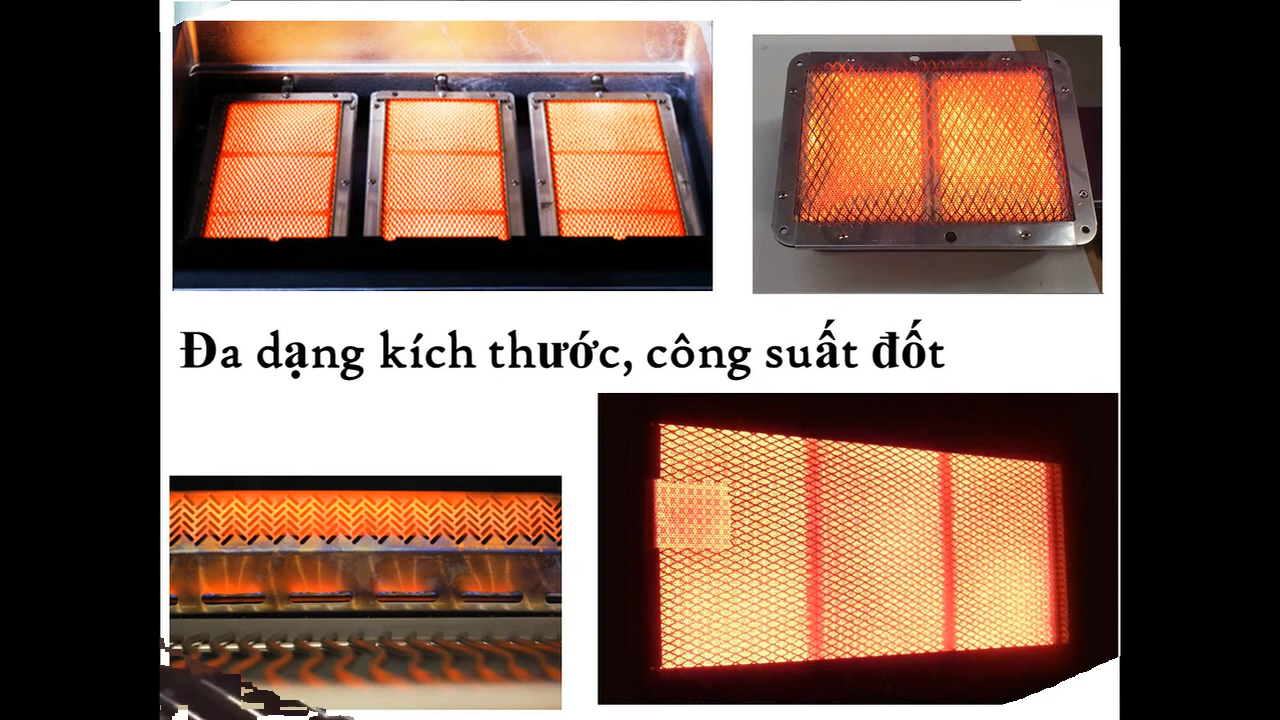 Đa dạng kích thước, công suất đốt